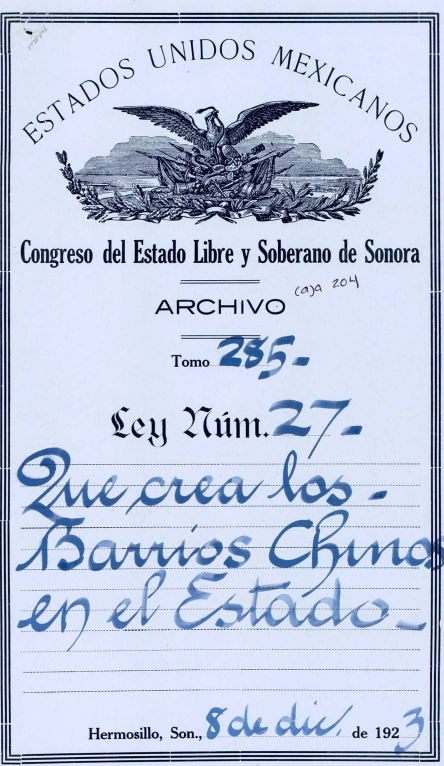 ESTADOS UNIDOS MEXICANOS
Congreso del Estado Libre y Soberano de Sonora
ARCHIVO
Caja 204
Tomo 285-
Ley Núm. 27-
Que crea los-
Barrios Chinos
en el Estado-
Hermosillo, Son., 8 de dic. de 1923